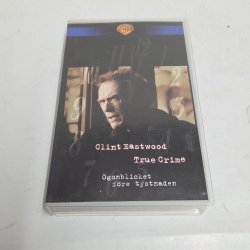 Clint Eastwood
True Crime
Ögonblicket
före tystnaden